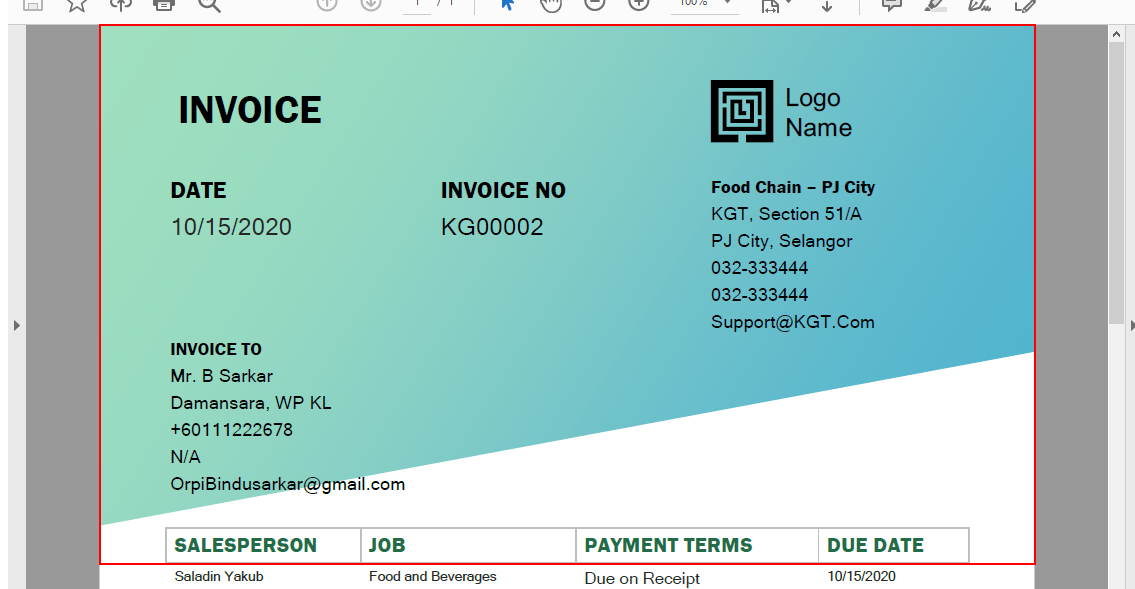 1 / 1
100%
INVOICE
Logo
Name
DATE
10/15/2020
INVOICE NO
KG00002
Food Chain – PJ City
KGT, Section 51/A
PJ City, Selangor
032-333444
032-333444
Support@KGT.Com
INVOICE TO
Mr. B Sarkar
Damansara, WP KL
+60111222678
N/A
OrpiBindusarkar@gmail.com
SALESPERSON JOB PAYMENT TERMS DUE DATE
Saladin Yakub Food and Beverages Due on Receipt 10/15/2020